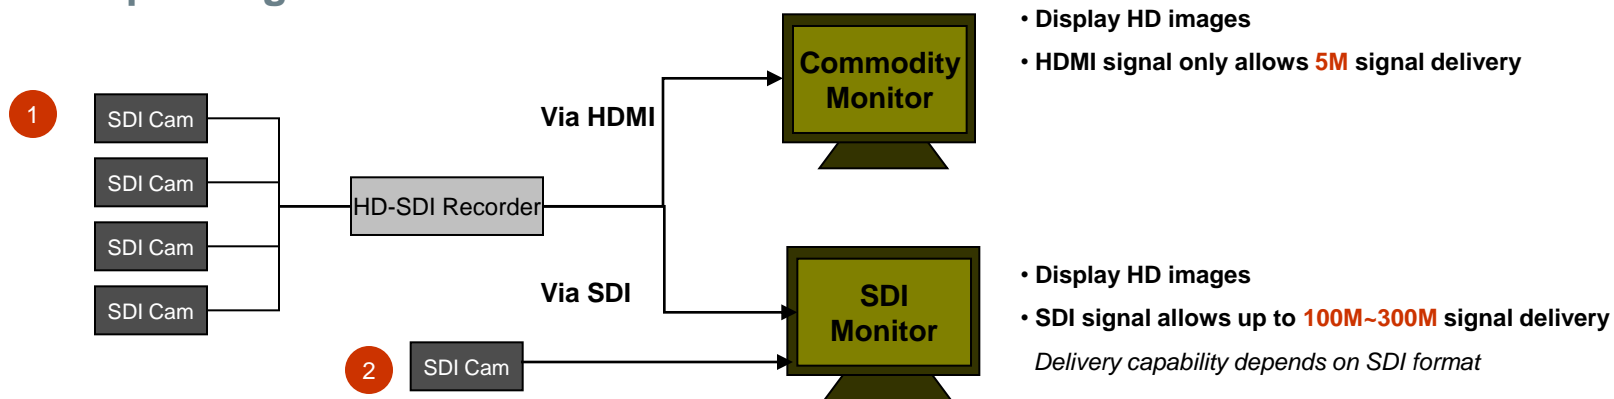 • Display HD images
• HDMI signal only allows 5M signal delivery
Commodity
Monitor
Via HDMI
1
SDI Cam
SDI Cam
SDI Cam
SDI Cam
HD-SDI Recorder
Via SDI
SDI
Monitor
• Display HD images
• SDI signal allows up to 100M~300M signal delivery
Delivery capability depends on SDI format
2
SDI Cam